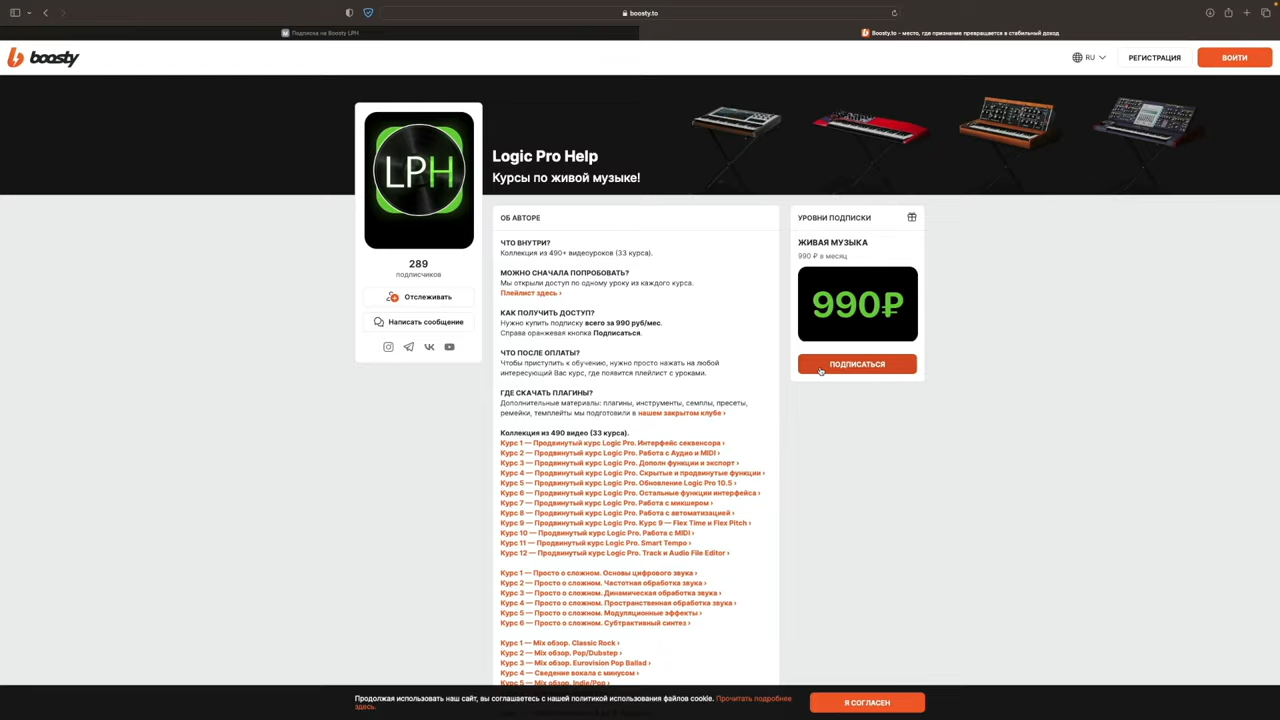 boosty.to
Подписка на Boosty LPH
Boosty.to - место, где признание превращается в стабильный доход
boosty
RU
РЕГИСТРАЦИЯ
ВОЙТИ
LPH
Logic Pro Help
Курсы по живой музыке!
289
подписчиков
Отслеживать
Написать сообщение
ОБ АВТОРЕ
ЧТО ВНУТРИ?
Коллекция из 490+ видеоуроков (33 курса).
МОЖНО СНАЧАЛА ПОПРОБОВАТЬ?
Мы открыли доступ по одному уроку из каждого курса.
Плейлист здесь ›
КАК ПОЛУЧИТЬ ДОСТУП?
Нужно купить подписку всего за 990 руб/мес.
Справа оранжевая кнопка Подписаться.
ЧТО ПОСЛЕ ОПЛАТЫ?
Чтобы приступить к обучению, нужно просто нажать на любой
интересующий Вас курс, где появится плейлист с уроками.
ГДЕ СКАЧАТЬ ПЛАГИНЫ?
Дополнительные материалы: плагины, инструменты, семплы, пресеты,
ремейки, темплейты мы подготовили в нашем закрытом клубе ›
Коллекция из 490 видео (33 курса).
Курс 1 — Продвинутый курс Logic Pro. Интерфейс секвенсора ›
Курс 2 — Продвинутый курс Logic Pro. Работа с Аудио и MIDI ›
Курс 3 — Продвинутый курс Logic Pro. Дополн функции и экспорт ›
Курс 4 — Продвинутый курс Logic Pro. Скрытые и продвинутые функции ›
Курс 5 — Продвинутый курс Logic Pro. Обновление Logic Pro 10.5 ›
Курс 6 — Продвинутый курс Logic Pro. Остальные функции интерфейса ›
Курс 7 — Продвинутый курс Logic Pro. Работа с микшером ›
Курс 8 — Продвинутый курс Logic Pro. Работа с автоматизацией ›
Курс 9 — Продвинутый курс Logic Pro. Курс 9 — Flex Time и Flex Pitch ›
Курс 10 — Продвинутый курс Logic Pro. Работа с MIDI ›
Курс 11 — Продвинутый курс Logic Pro. Smart Tempo ›
Курс 12 — Продвинутый курс Logic Pro. Track и Audio File Editor ›
Курс 1 — Просто о сложном. Основы цифрового звука ›
Курс 2 — Просто о сложном. Частотная обработка звука ›
Курс 3 — Просто о сложном. Динамическая обработка звука ›
Курс 4 — Просто о сложном. Пространственная обработка звука ›
Курс 5 — Просто о сложном. Модуляционные эффекты ›
Курс 6 — Просто о сложном. Субтрактивный синтез ›
Курс 1 — Mix обзор. Classic Rock ›
Курс 2 — Mix обзор. Pop/Dubstep ›
Курс 3 — Mix обзор. Eurovision Pop Ballad ›
Курс 4 — Сведение вокала с минусом ›
Курс 5 — Mix обзор. Indie/Pop ›
УРОВНИ ПОДПИСКИ
ЖИВАЯ МУЗЫКА
990 ₽ в месяц
990₽
ПОДПИСАТЬСЯ
Продолжая использовать наш сайт, вы соглашаетесь с нашей политикой использования файлов cookie. Прочитать подробнее
здесь.
Я СОГЛАСЕН